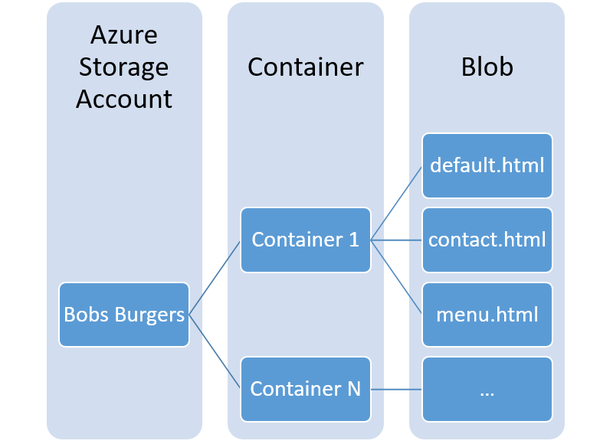 Azure
Storage
Account
Container
Blob
default.html
Container 1
contact.html
Bobs Burgers
menu.html
Container N
...